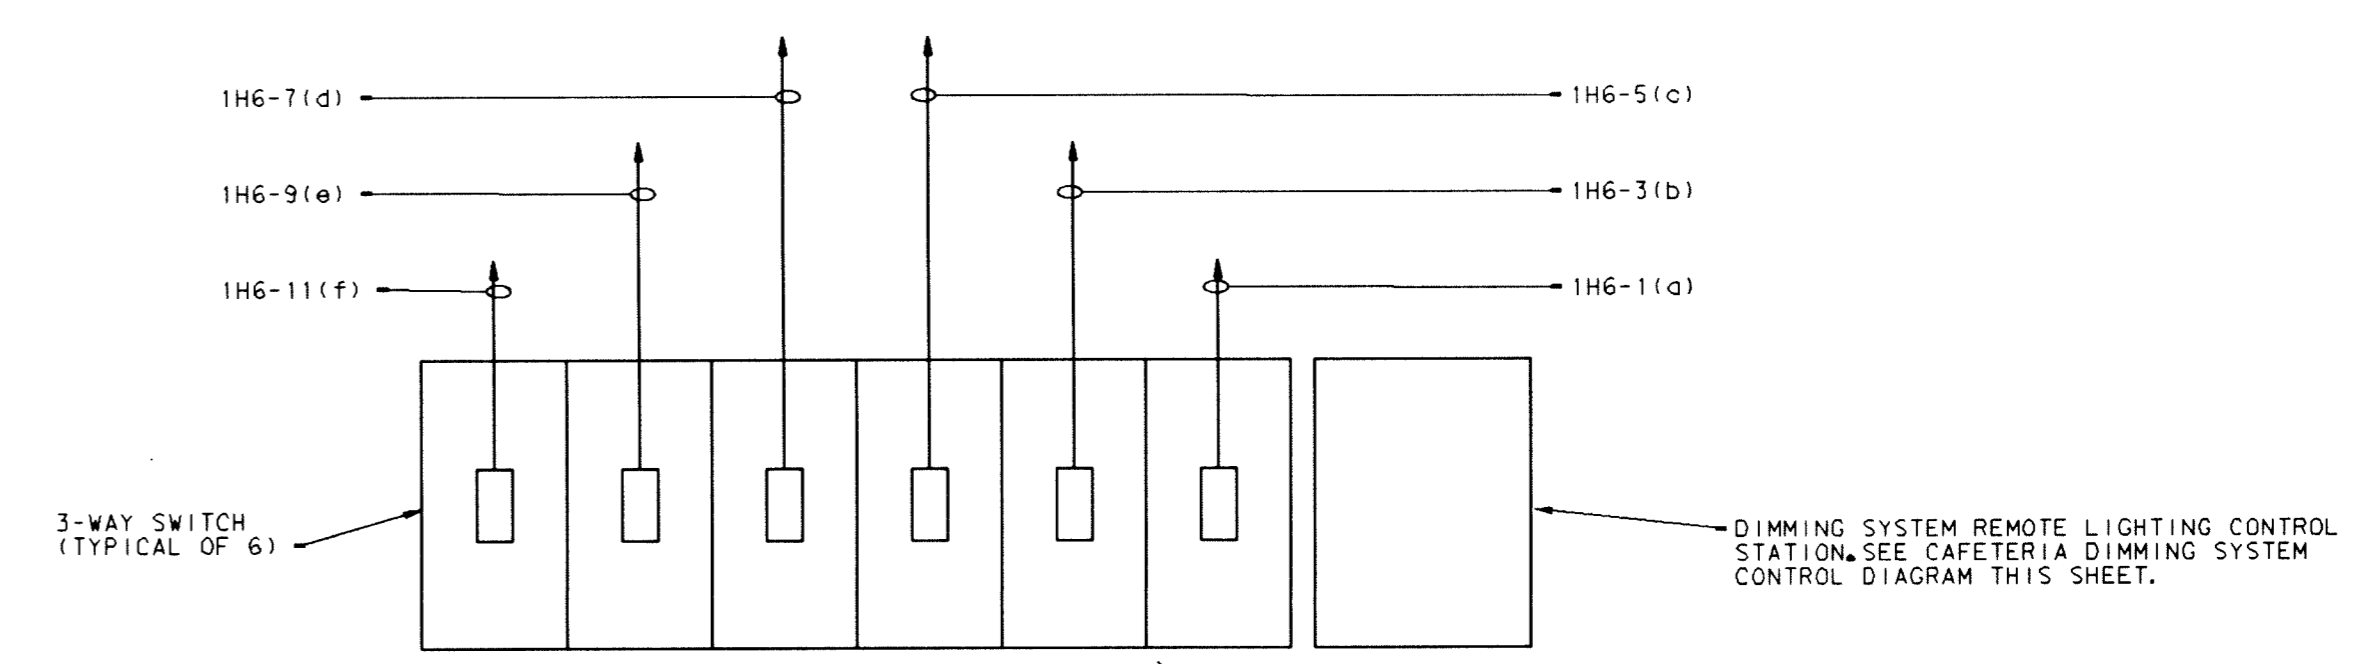 1H6-7(d)
1H6-5(c)
1H6-9(e)
1H6-3(b)
1H6-11(f)
1H6-1(a)
3-WAY SWITCH
(TYPICAL OF 6)
DIMMING SYSTEM REMOTE LIGHTING CONTROL
STATION. SEE CAFETERIA DIMMING SYSTEM
CONTROL DIAGRAM THIS SHEET.